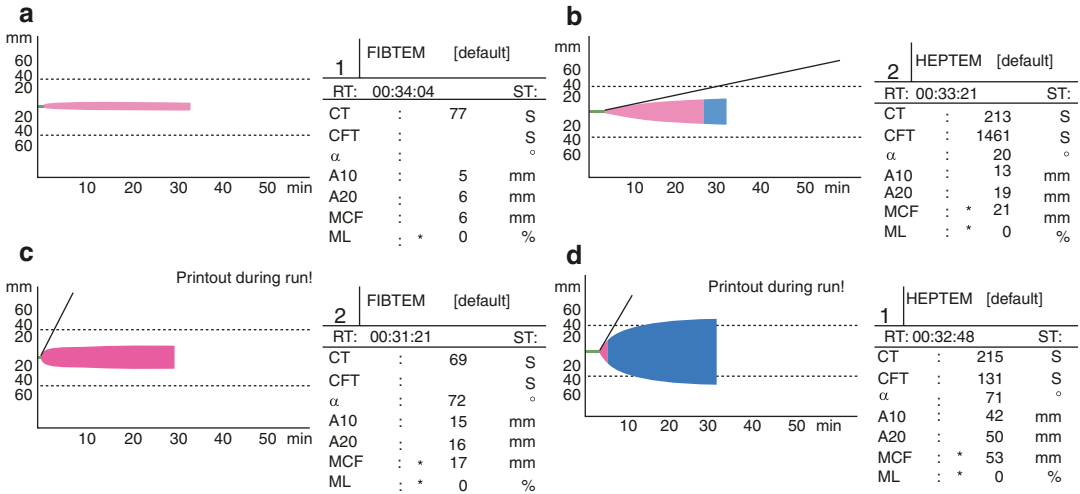 a
mm
60
40
20
20
40
60
10 20 30 40 50 min
1 FIBTEM [default]
RT: 00:34:04 ST:
CT : 77 S
CFT : S
α : °
A10 : 5 mm
A20 : 6 mm
MCF : 6 mm
ML : * 0 %
b
mm
60
40
20
20
40
60
10 20 30 40 50 min
2 HEPTEM [default]
RT: 00:33:21 ST:
CT : 213 S
CFT : 1461 S
α : 20 °
A10 : 13 mm
A20 : 19 mm
MCF : * 21 mm
ML : * 0 %
c
Printout during run!
mm
60
40
20
20
40
60
10 20 30 40 50 min
2 FIBTEM [default]
RT: 00:31:21 ST:
CT : 69 S
CFT : S
α : 72 °
A10 : 15 mm
A20 : 16 mm
MCF : * 17 mm
ML : * 0 %
d
Printout during run!
mm
60
40
20
20
40
60
10 20 30 40 50 min
1 HEPTEM [default]
RT: 00:32:48 ST:
CT : 215 S
CFT : 131 S
α : 71 °
A10 : 42 mm
A20 : 50 mm
MCF : * 53 mm
ML : * 0 %